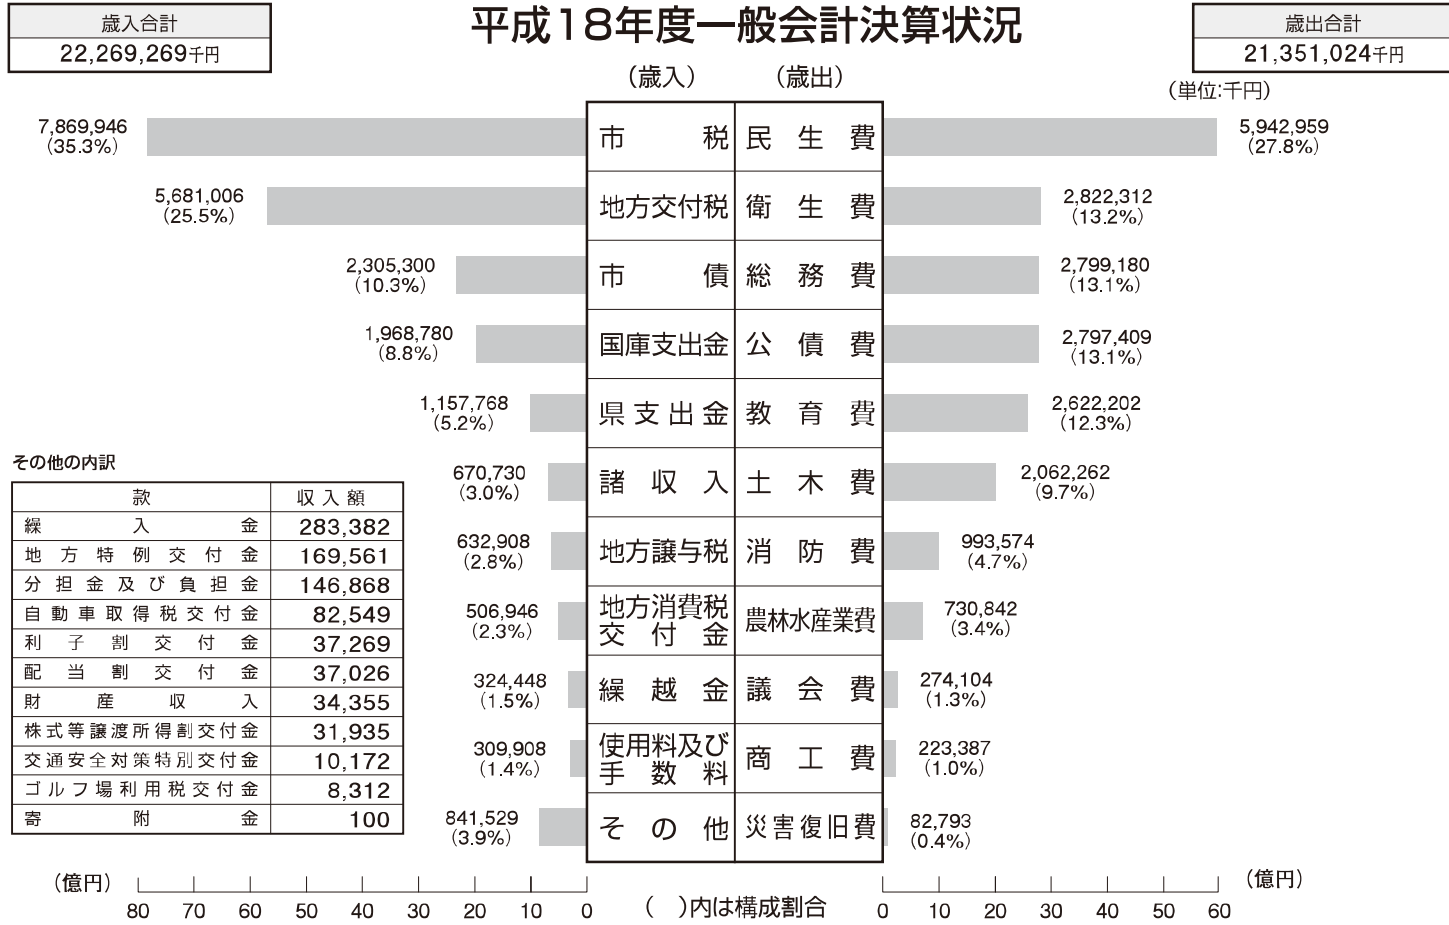 歳入合計
22,269,269千円
平成18年度一般会計決算状況
歳出合計
21,351,024千円
（歳入）（歳出）
（単位:千円）
7,869,946
（35.3%）
市税
民生費
5,942,959
（27.8%）
5,681,006
（25.5%）
地方交付税
衛生費
2,822,312
（13.2%）
2,305,300
（10.3%）
市債
総務費
2,799,180
（13.1%）
1,968,780
（8.8%）
国庫支出金
公債費
2,797,409
（13.1%）
1,157,768
（5.2%）
県支出金
教育費
2,622,202
（12.3%）
670,730
（3.0%）
諸収入
土木費
2,062,262
（9.7%）
632,908
（2.8%）
地方譲与税
消防費
993,574
（4.7%）
506,946
（2.3%）
地方消費税
交付金
農林水産業費
730,842
（3.4%）
324,448
（1.5%）
繰越金
議会費
274,104
（1.3%）
309,908
（1.4%）
使用料及び
手数料
商工費
223,387
（1.0%）
841,529
（3.9%）
その他
災害復旧費
82,793
（0.4%）
その他の内訳
款 収入額
繰入金 283,382
地方特例交付金 169,561
分担金及び負担金 146,868
自動車取得税交付金 82,549
利子割交付金 37,269
配当割交付金 37,026
財産収入 34,355
株式等譲渡所得割交付金 31,935
交通安全対策特別交付金 10,172
ゴルフ場利用税交付金 8,312
寄附金 100
（億円）
80 70 60 50 40 30 20 10 0
（ ）内は構成割合
0 10 20 30 40 50 60
（億円）